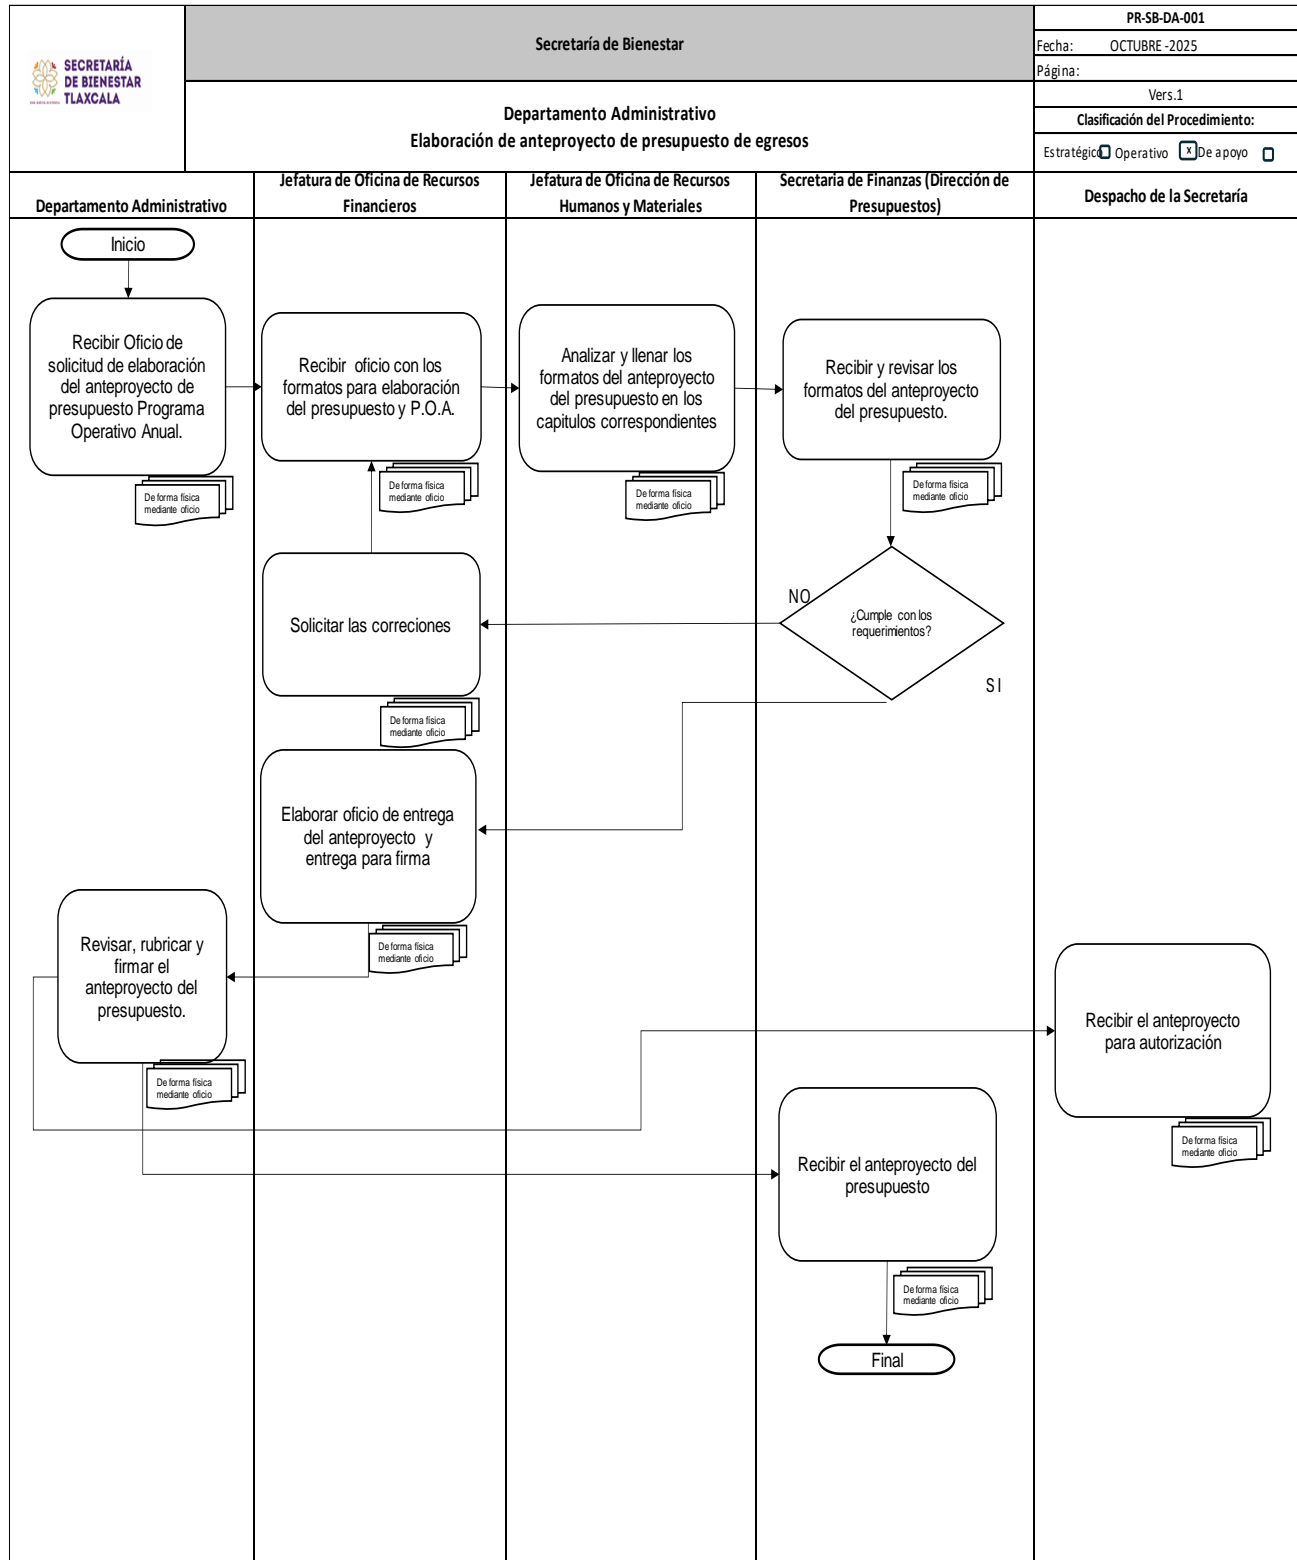 SECRETARÍA
DE BIENESTAR
TLAXCALA
Secretaría de Bienestar
Departamento Administrativo
Elaboración de anteproyecto de presupuesto de egresos
PR-SB-DA-001
Fecha: OCTUBRE -2025
Página:
Vers.1
Clasificación del Procedimiento:
Estratégico Operativo x De apoyo
Departamento Administrativo
Jefatura de Oficina de Recursos
Financieros
Jefatura de Oficina de Recursos
Humanos y Materiales
Secretaria de Finanzas (Dirección de
Presupuestos)
Despacho de la Secretaría
Inicio
Recibir Oficio de
solicitud de elaboración
del anteproyecto de
presupuesto Programa
Operativo Anual.
De forma física
mediante oficio
Recibir oficio con los
formatos para elaboración
del presupuesto y P.O.A.
De forma física
mediante oficio
Analizar y llenar los
formatos del anteproyecto
del presupuesto en los
capitulos correspondientes
De forma física
mediante oficio
Recibir y revisar los
formatos del anteproyecto
del presupuesto.
De forma física
mediante oficio
¿Cumple con los
requerimientos?
NO
SI
Solicitar las correciones
De forma física
mediante oficio
Elaborar oficio de entrega
del anteproyecto y
entrega para firma
De forma física
mediante oficio
Revisar, rubricar y
firmar el
anteproyecto del
presupuesto.
De forma física
mediante oficio
Recibir el anteproyecto
para autorización
De forma física
mediante oficio
Recibir el anteproyecto del
presupuesto
De forma física
mediante oficio
Final